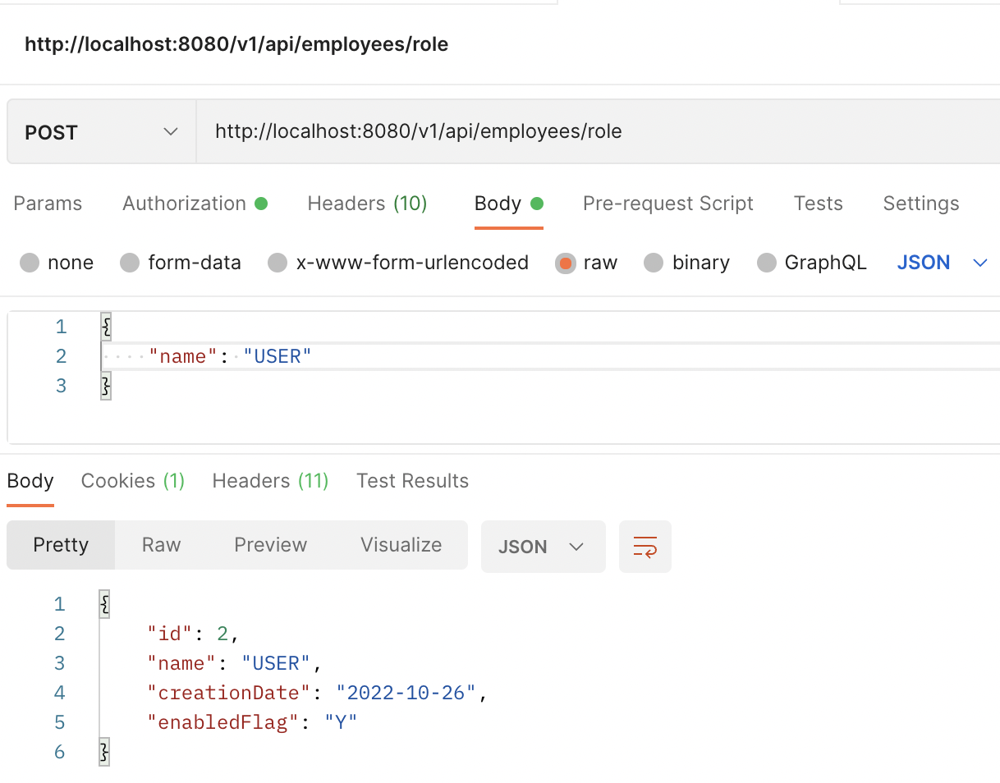 http://localhost:8080/v1/api/employees/role
POST http://localhost:8080/v1/api/employees/role
Params Authorization Headers (10) Body Pre-request Script Tests Settings
none form-data x-www-form-urlencoded raw binary GraphQL JSON
1 {
2 "name": "USER"
3 }
Body Cookies (1) Headers (11) Test Results
Pretty Raw Preview Visualize JSON
1 {
2 "id": 2,
3 "name": "USER",
4 "creationDate": "2022-10-26",
5 "enabledFlag": "Y"
6 }